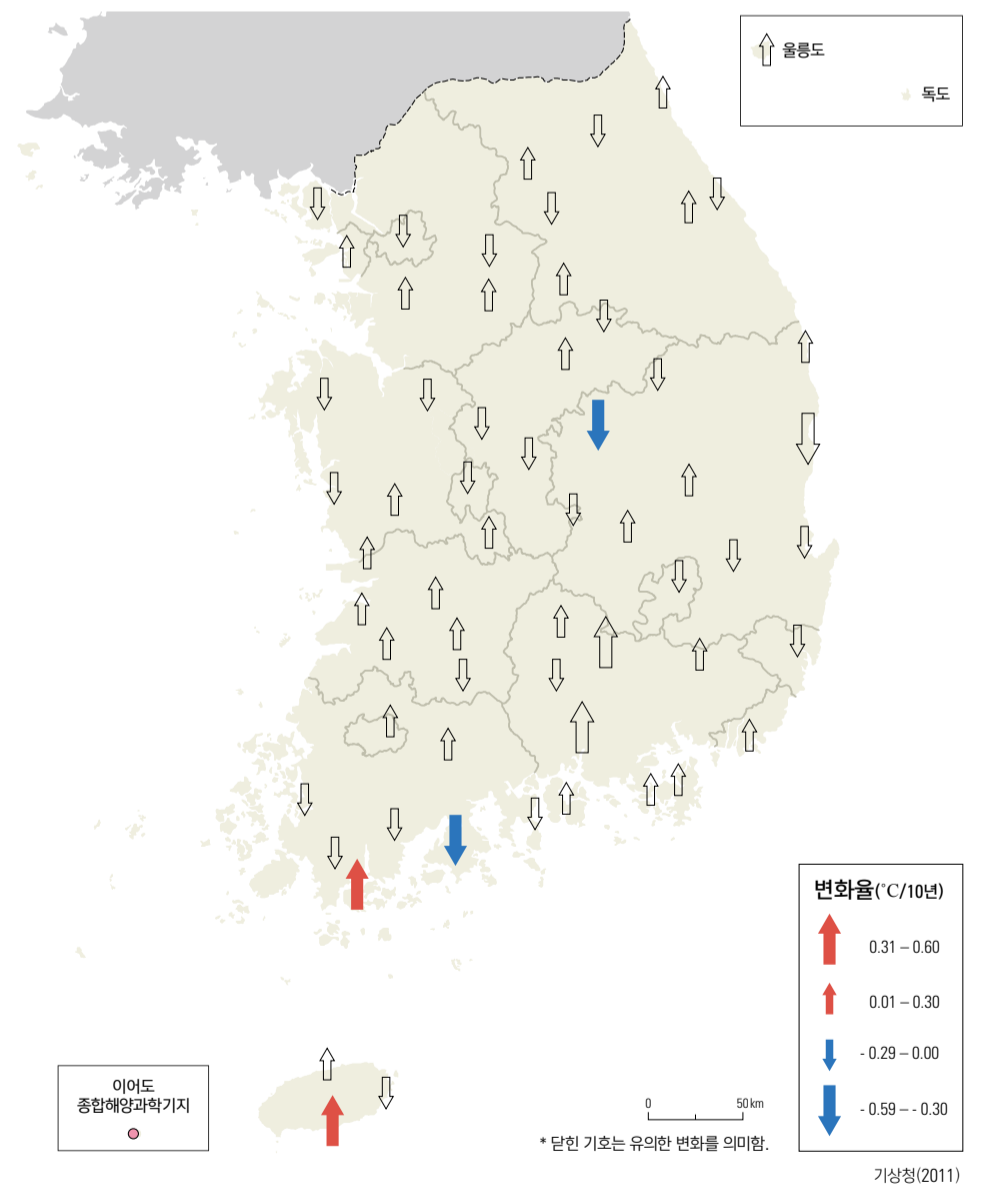 울릉도
독도
변화율(˚C/10년)
0.31 – 0.60
0.01 – 0.30
- 0.29 – 0.00
- 0.59 – - 0.30
이어도
종합해양과학기지
0 50 km
* 닫힌 기호는 유의한 변화를 의미함.
기상청(2011)